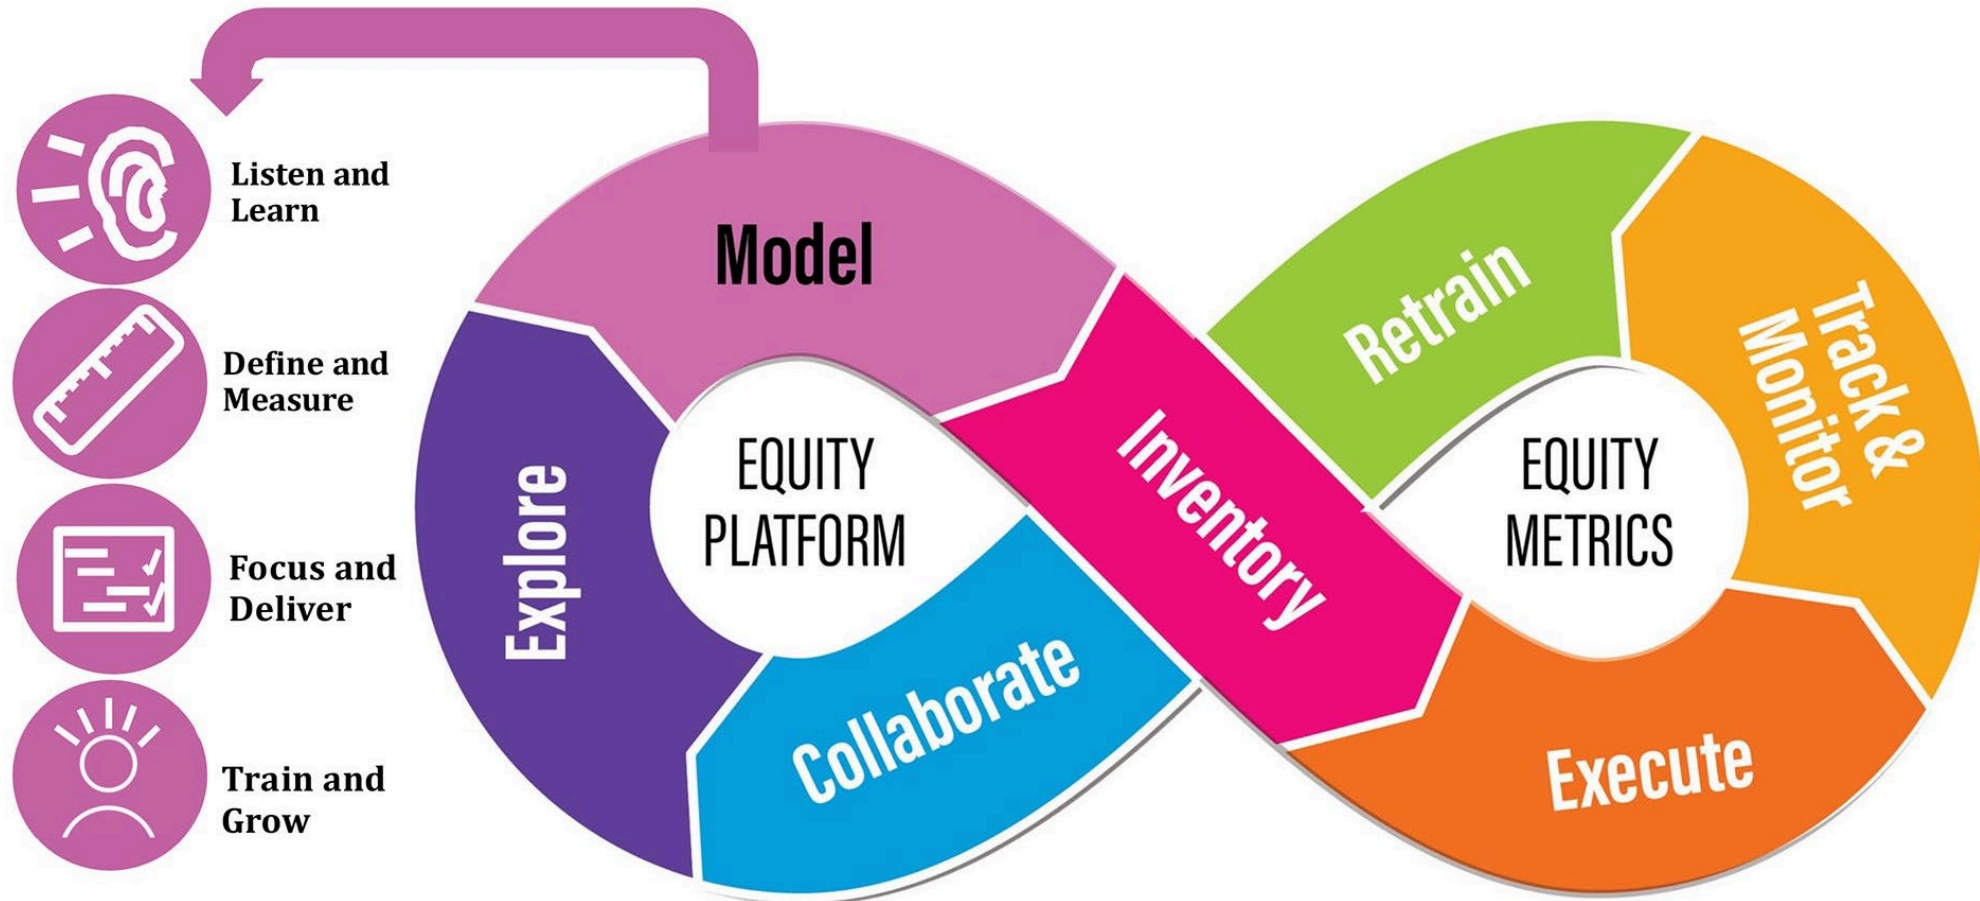 Listen and
Learn
Define and
Measure
Focus and
Deliver
Train and
Grow
Model
Explore
EQUITY
PLATFORM
Collaborate
Inventory
Retrain
Track &
Monitor
EQUITY
METRICS
Execute